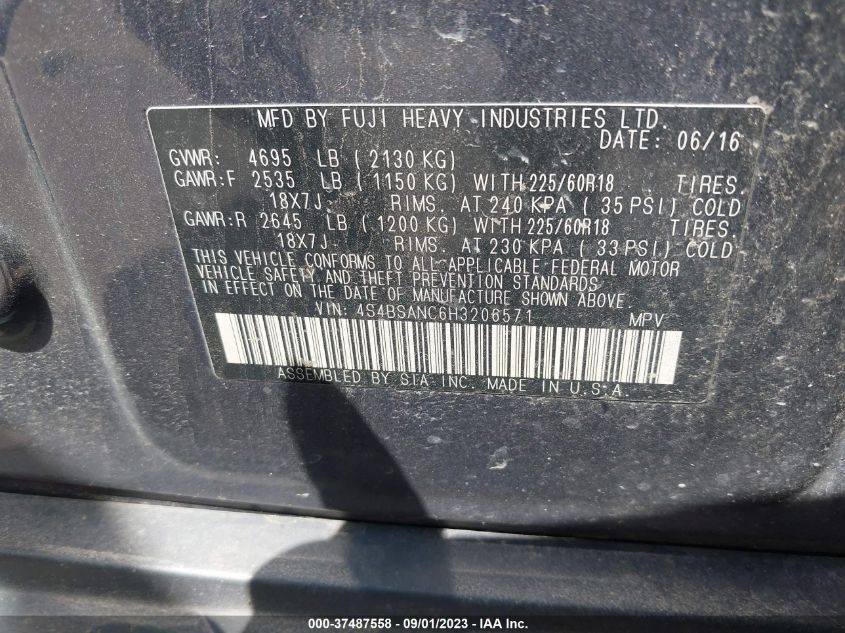 MFD BY FUJI HEAVY INDUSTRIES LTD.
DATE: 06/16
GVWR: 4695 LB ( 2130 KG)
GAWR:F 2535 LB ( 1150 KG) WITH 225/60R18 TIRES.
18X7J RIMS. AT 240 KPA ( 35 PSI) COLD
GAWR:R 2645 LB ( 1200 KG) WITH 225/60R18 TIRES.
18X7J RIMS. AT 230 KPA ( 33 PSI) COLD
THIS VEHICLE CONFORMS TO ALL APPLICABLE FEDERAL MOTOR
VEHICLE SAFETY AND THEFT PREVENTION STANDARDS
IN EFFECT ON THE DATE OF MANUFACTURE SHOWN ABOVE.
VIN: 4S4BSANC6H3206571 MPV
ASSEMBLED BY SIA INC. MADE IN U.S.A.
000-37487558 - 09/01/2023 - IAA Inc.